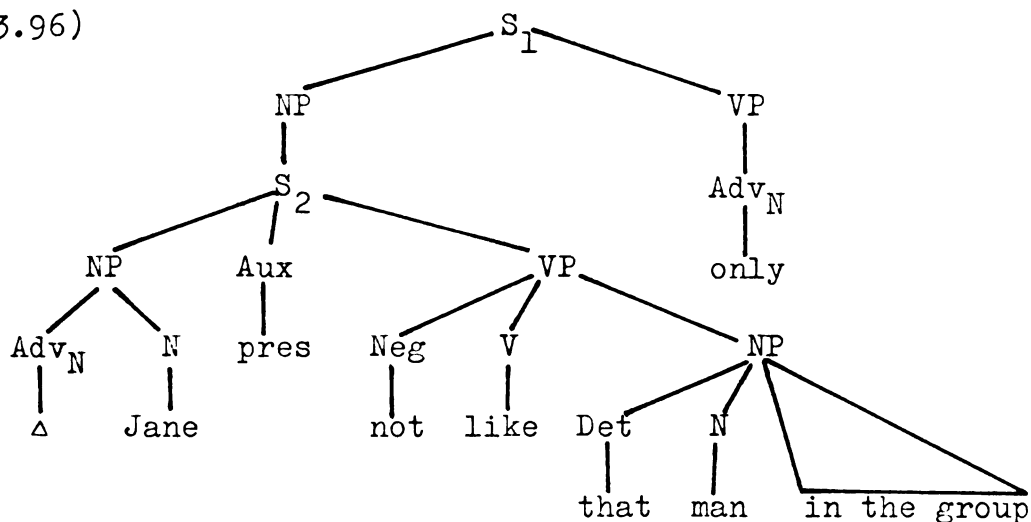 3.96)
S1
NP VP
S2 AdvN
NP Aux VP only
AdvN N pres Neg V NP
Δ Jane not like Det N
that man in the group